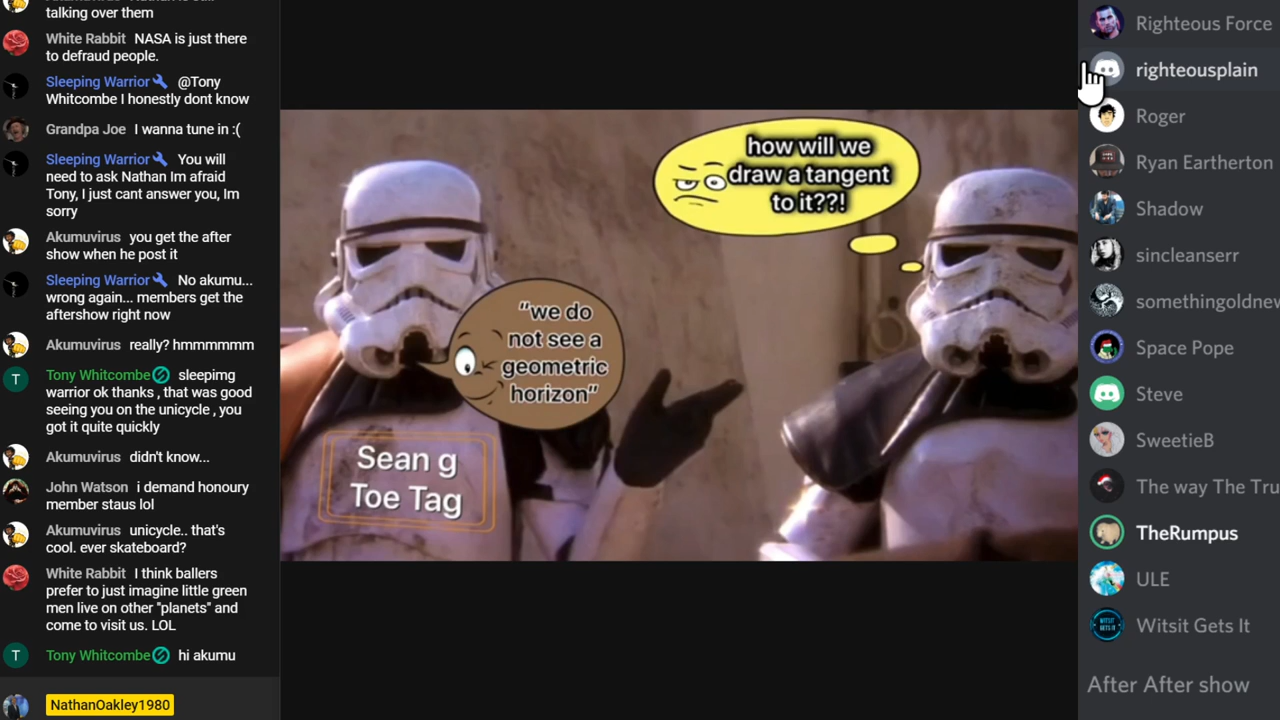 talking over them
White Rabbit NASA is just there
to defraud people.
Sleeping Warrior @Tony
Whitcombe I honestly dont know
Grandpa Joe I wanna tune in :(
Sleeping Warrior You will
need to ask Nathan Im afraid
Tony, I just cant answer you, Im
sorry
Akumuvirus you get the after
show when he post it
Sleeping Warrior No akumu...
wrong again... members get the
aftershow right now
Akumuvirus really? hmmmmmm
T
Tony Whitcombe sleepimg
warrior ok thanks , that was good
seeing you on the unicycle , you
got it quite quickly
Akumuvirus didn't know...
John Watson i demand honoury
member staus lol
Akumuvirus unicycle.. that's
cool. ever skateboard?
White Rabbit I think ballers
prefer to just imagine little green
men live on other "planets" and
come to visit us. LOL
T
Tony Whitcombe hi akumu
NathanOakley1980
how will we
draw a tangent
to it??!
"we do
not see a
geometric
horizon"
Sean g
Toe Tag
Righteous Force
righteousplain
Roger
Ryan Eartherton
Shadow
sincleanserr
somethingoldnew
Space Pope
Steve
SweetieB
The way The Tru
TheRumpus
ULE
WITSIT
GETS IT
Witsit Gets It
After After show